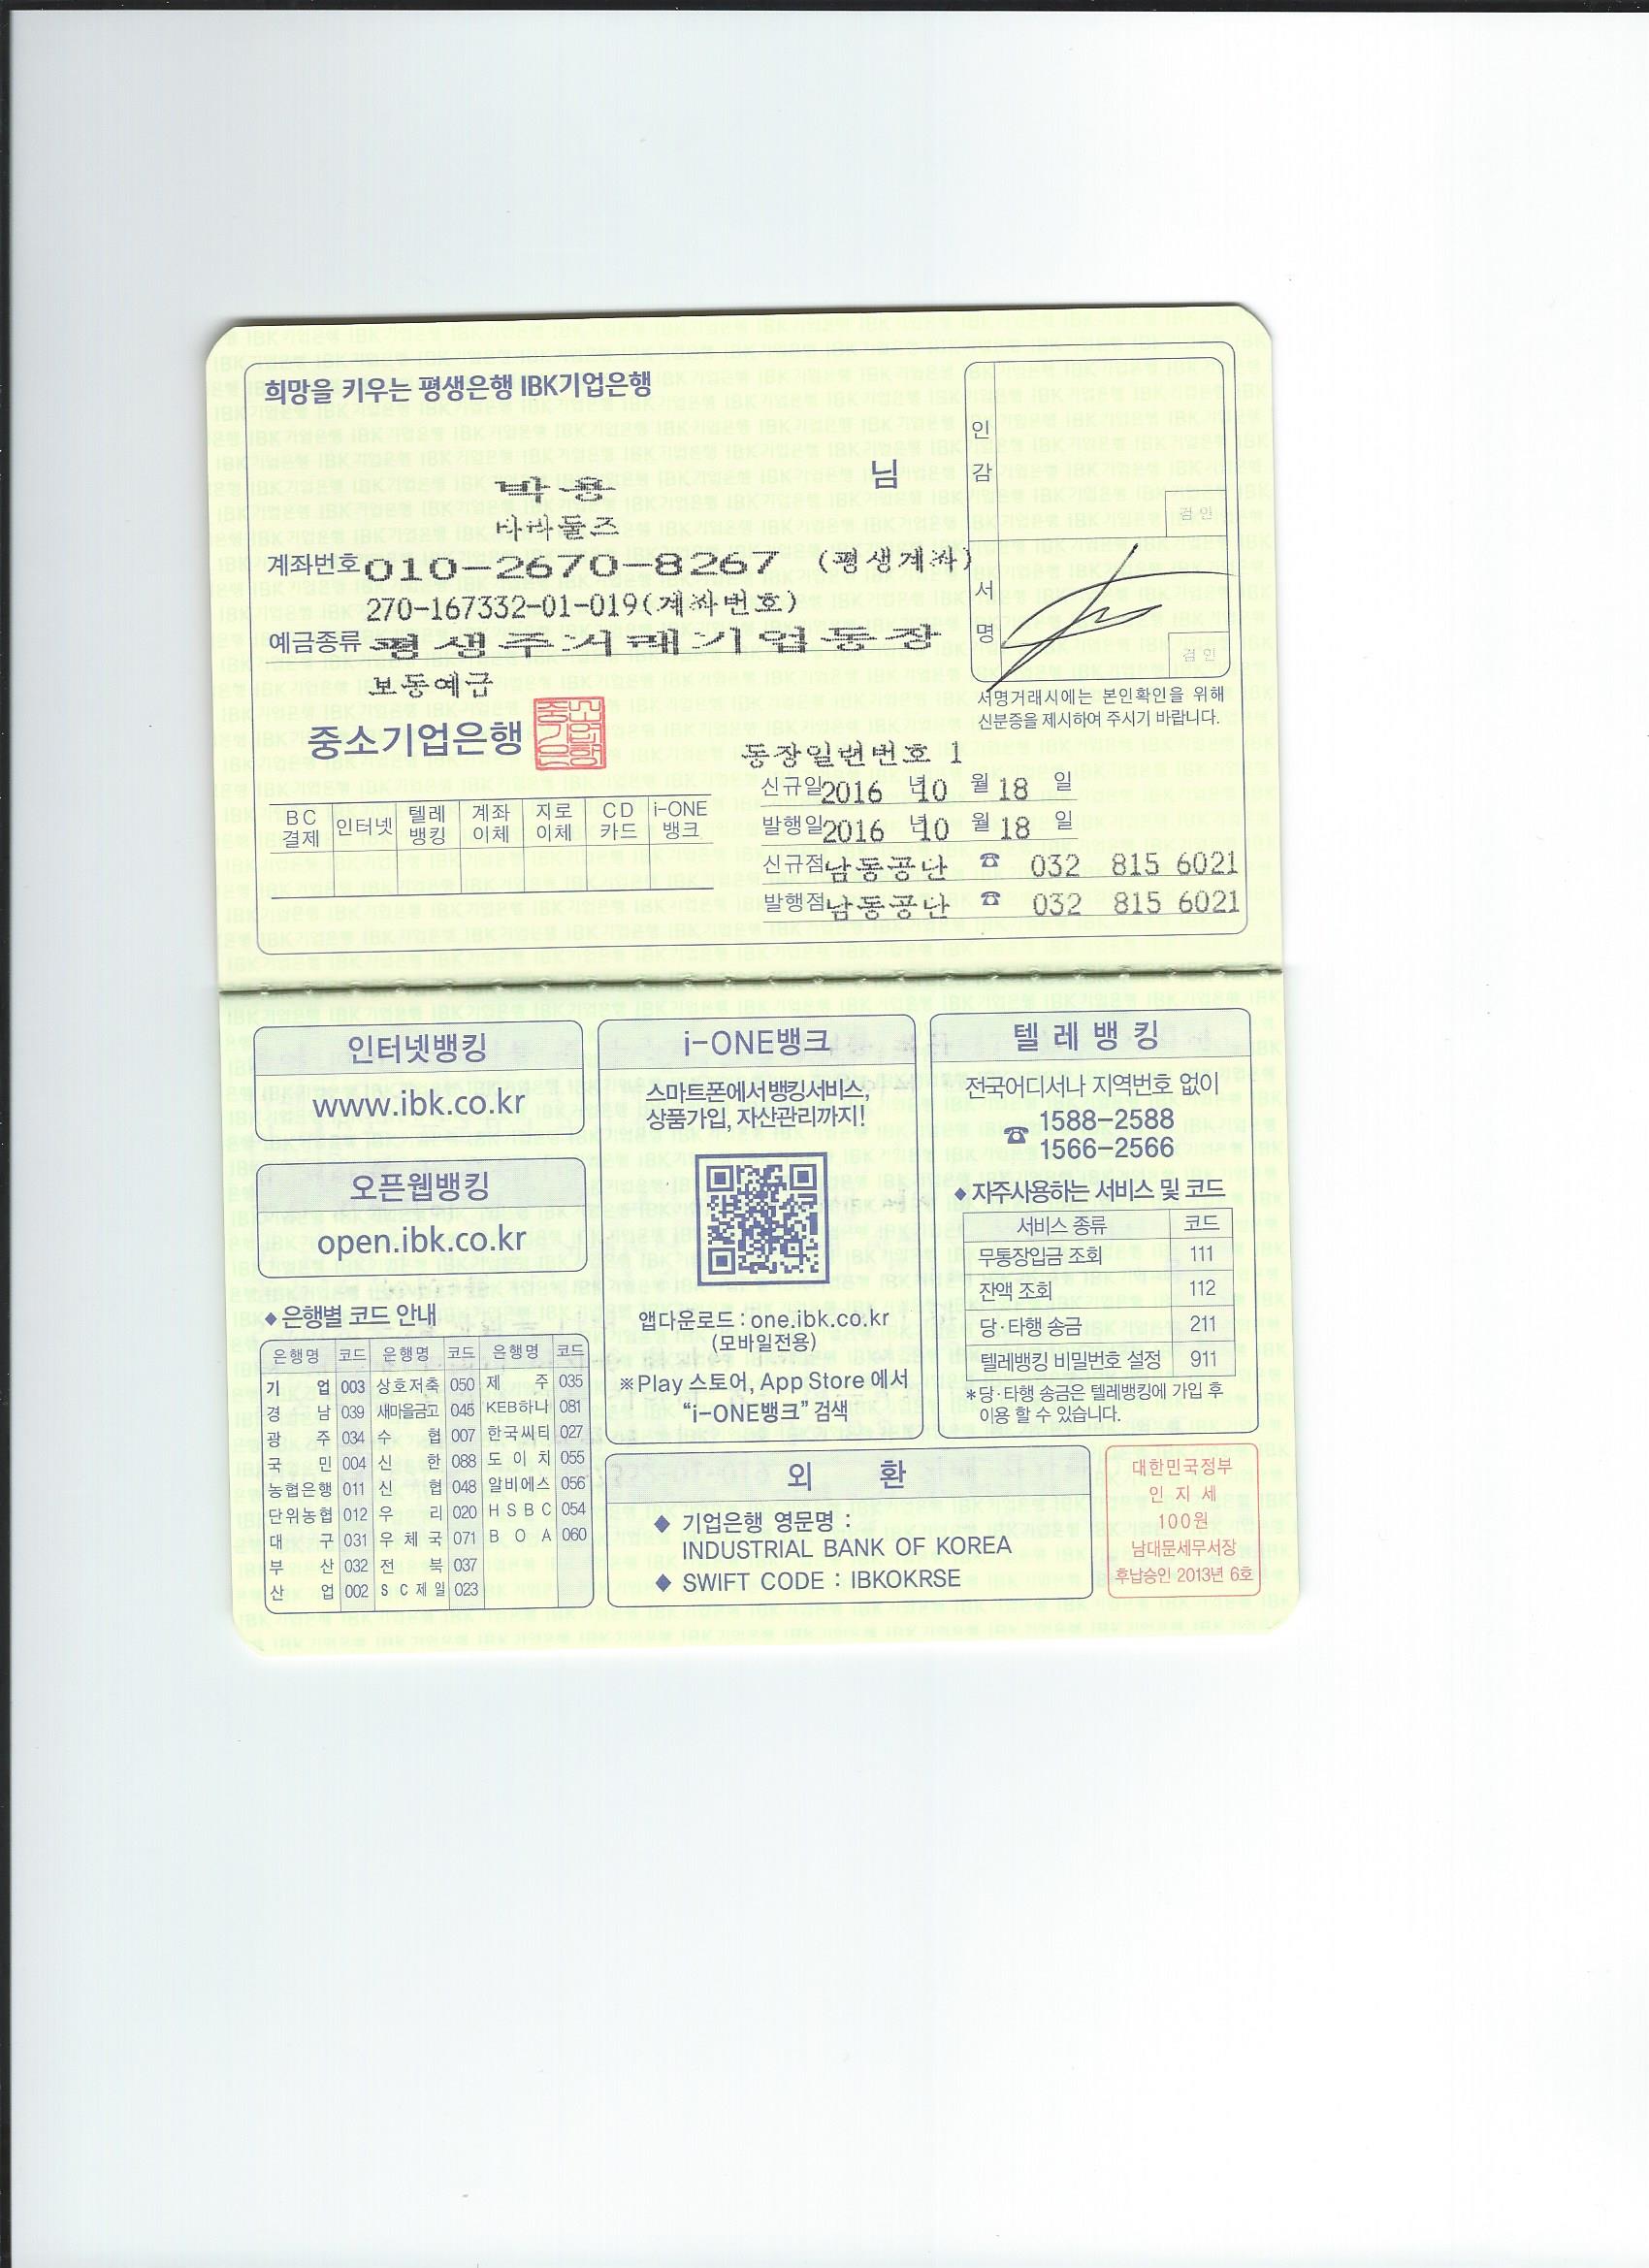 희망을 키우는 평생은행 IBK기업은행
박 용 님
바바툴즈
계좌번호 010-2670-8267 (평생계좌)
270-167332-01-019(계좌번호)
예금종류 평생주거래기업통장
보통예금
중소기업은행
인감
검인
서명
검인
서명거래시에는 본인확인을 위해
신분증을 제시하여 주시기 바랍니다.
통장일련번호 1
신규일 2016 년 10 월 18 일
발행일 2016 년 10 월 18 일
신규점 남동공단 ☎ 032 815 6021
발행점 남동공단 ☎ 032 815 6021
BC결제 인터넷 텔레뱅킹 계좌이체 지로이체 CD카드 i-ONE뱅크
인터넷뱅킹
www.ibk.co.kr
오픈웹뱅킹
open.ibk.co.kr
◆ 은행별 코드 안내
은행명 코드 은행명 코드 은행명 코드
기 업 003 상호저축 050 제 주 035
경 남 039 새마을금고 045 KEB하나 081
광 주 034 수 협 007 한국씨티 027
국 민 004 신 한 088 도 이 치 055
농협은행 011 신 협 048 알비에스 056
단위농협 012 우 리 020 H S B C 054
대 구 031 우 체 국 071 B O A 060
부 산 032 전 북 037
산 업 002 S C 제 일 023
i-ONE뱅크
스마트폰에서 뱅킹서비스,
상품가입, 자산관리까지!
앱다운로드 : one.ibk.co.kr
(모바일전용)
※Play 스토어, App Store 에서
“i-ONE뱅크” 검색
텔 레 뱅 킹
전국어디서나 지역번호 없이
☎ 1588-2588
1566-2566
◆ 자주사용하는 서비스 및 코드
서비스 종류 코드
무통장입금 조회 111
잔액 조회 112
당·타행 송금 211
텔레뱅킹 비밀번호 설정 911
*당·타행 송금은 텔레뱅킹에 가입 후
이용 할 수 있습니다.
외 환
◆ 기업은행 영문명 :
INDUSTRIAL BANK OF KOREA
◆ SWIFT CODE : IBKOKRSE
대한민국정부
인 지 세
100원
남대문세무서장
후납승인 2013년 6호